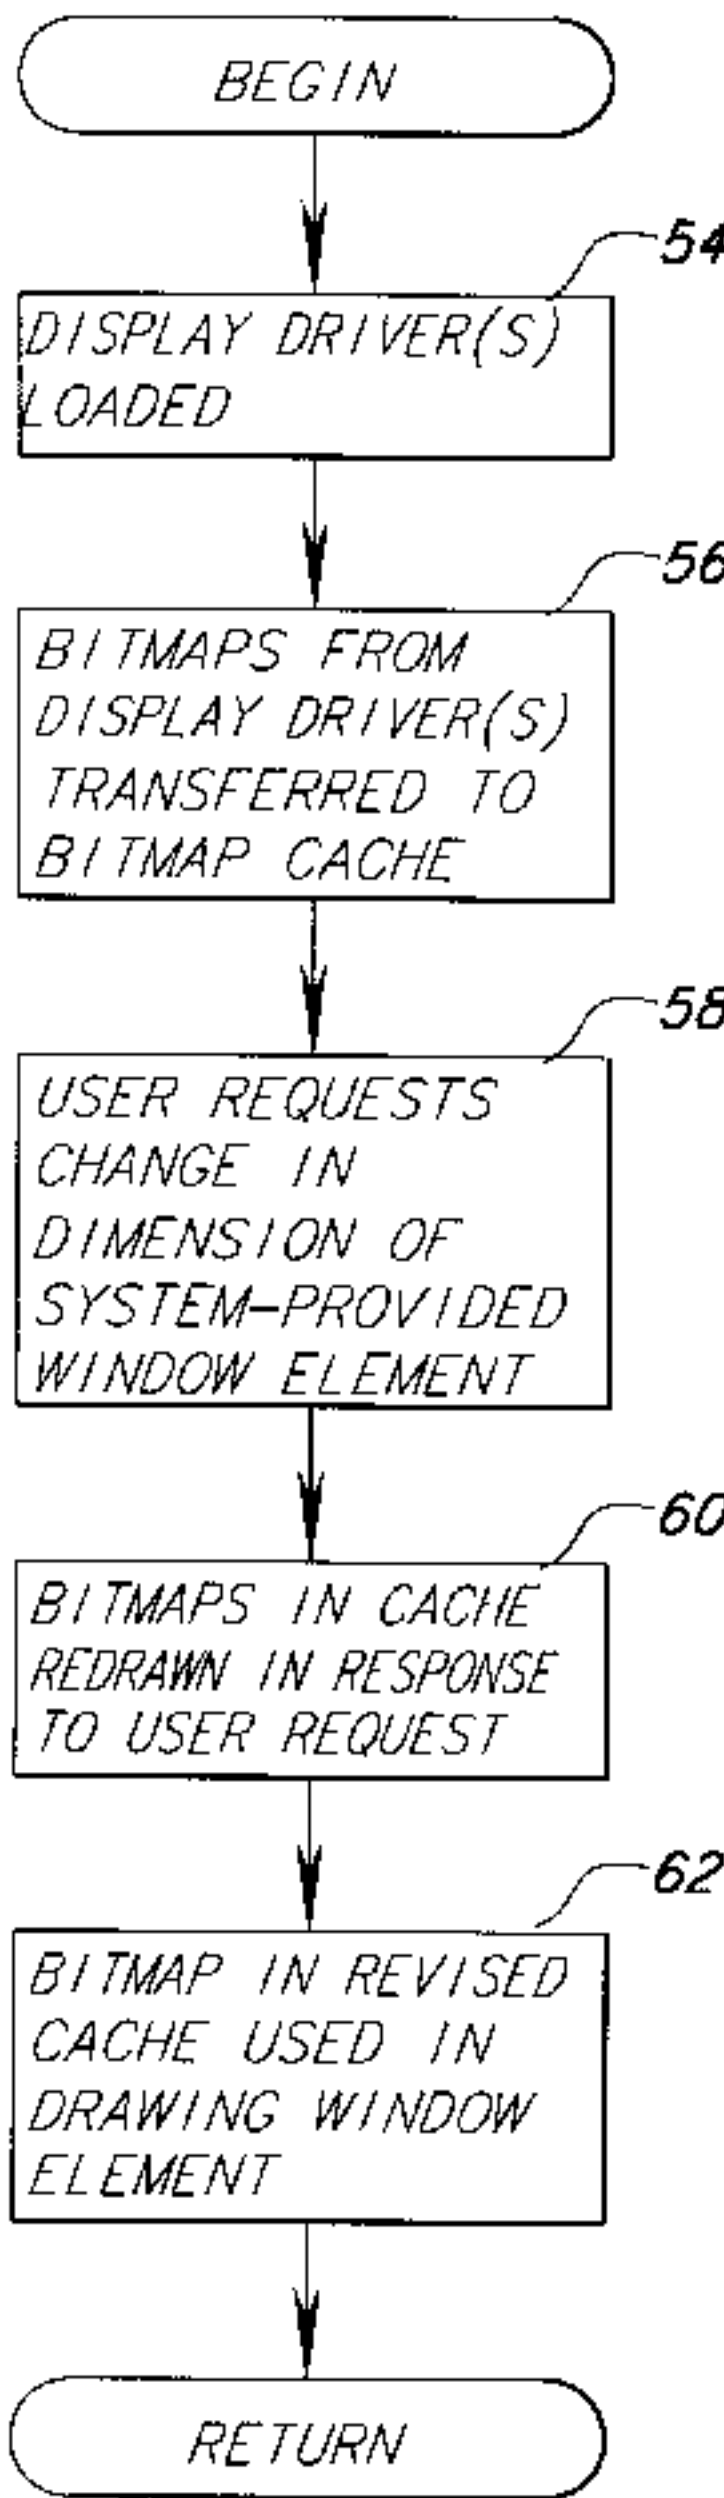 BEGIN
54
DISPLAY DRIVER(S)
LOADED
56
BITMAPS FROM
DISPLAY DRIVER(S)
TRANSFERRED TO
BITMAP CACHE
58
USER REQUESTS
CHANGE IN
DIMENSION OF
SYSTEM-PROVIDED
WINDOW ELEMENT
60
BITMAPS IN CACHE
REDRAWN IN RESPONSE
TO USER REQUEST
62
BITMAP IN REVISED
CACHE USED IN
DRAWING WINDOW
ELEMENT
RETURN